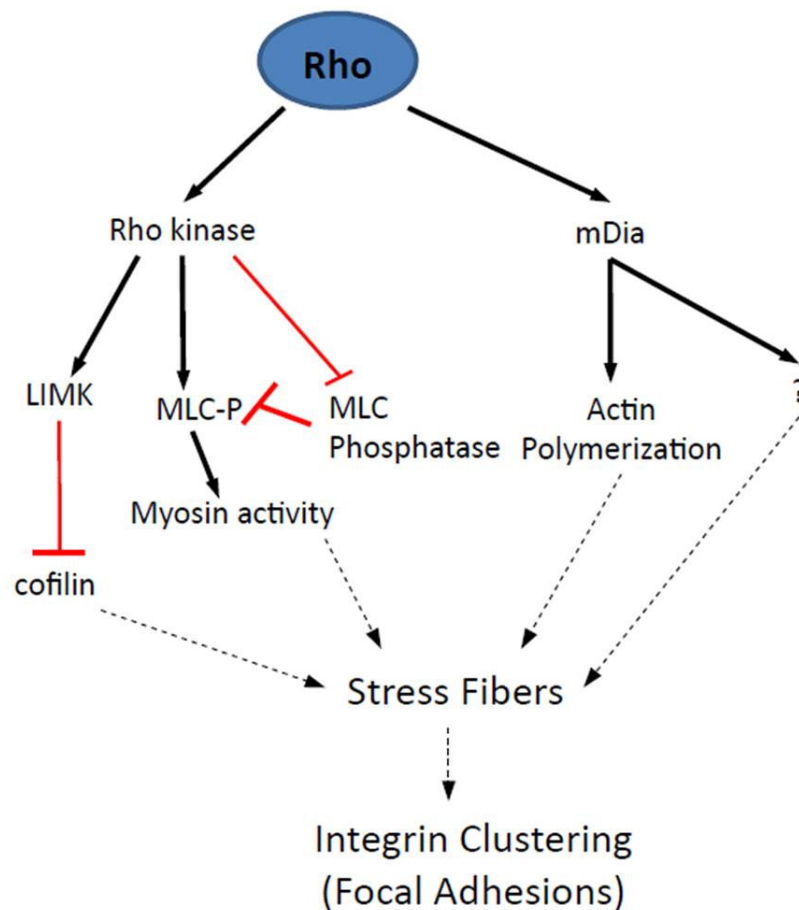 Rho
Rho kinase
mDia
LIMK
MLC-P
MLC
Phosphatase
Actin
Polymerization
?
Myosin activity
cofilin
Stress Fibers
Integrin Clustering
(Focal Adhesions)